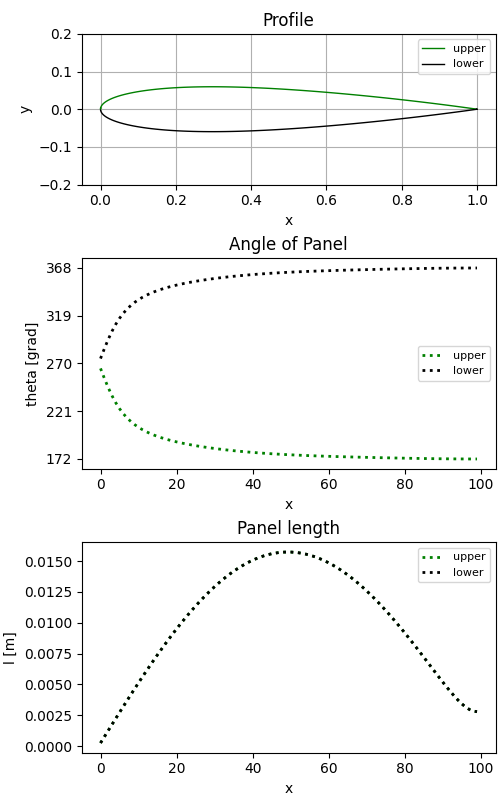 Profile
0.2
0.1
0.0
−0.1
−0.2
y
upper
lower
0.0 0.2 0.4 0.6 0.8 1.0
x
Angle of Panel
368
319
270
221
172
theta [grad]
upper
lower
0 20 40 60 80 100
x
Panel length
0.0150
0.0125
0.0100
0.0075
0.0050
0.0025
0.0000
l [m]
upper
lower
0 20 40 60 80 100
x